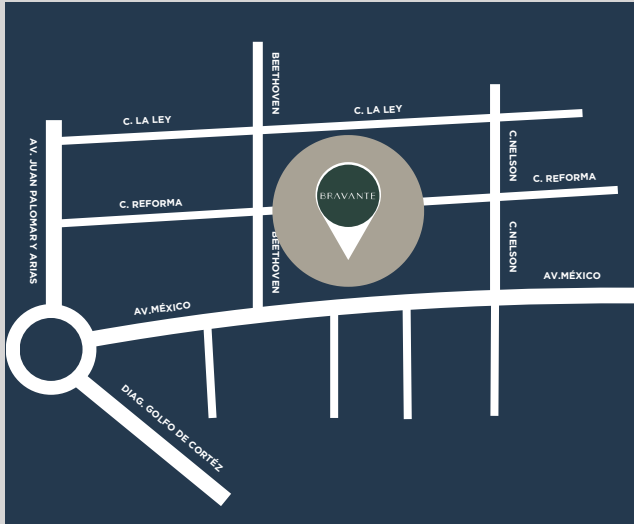 BEETHOVEN
C. LA LEY
C. LA LEY
AV. JUAN PALOMAR Y ARIAS
C.NELSON
C. REFORMA
C. REFORMA
BRAVANTE
BEETHOVEN
C.NELSON
AV.MÉXICO
AV.MÉXICO
DIAG. GOLFO DE CORTÉZ